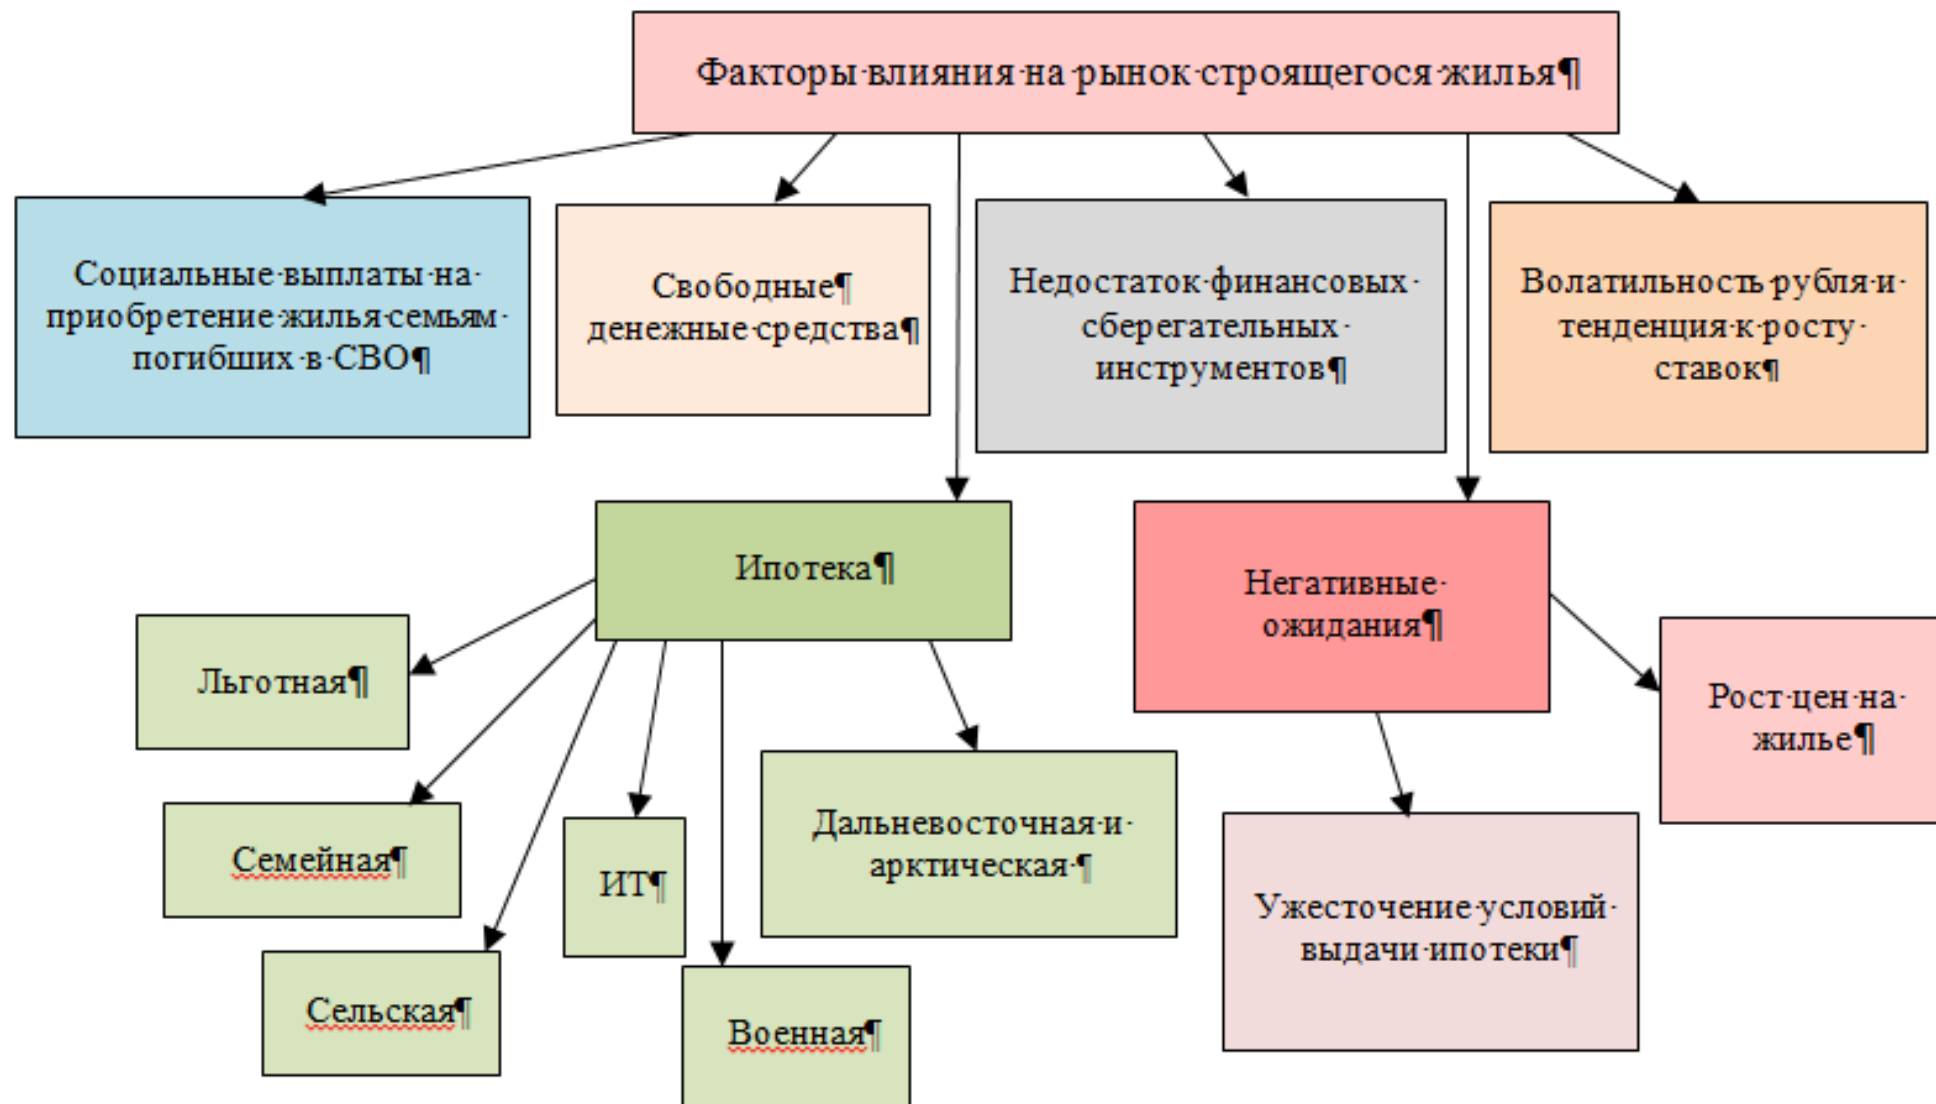 Факторы·влияния·на·рынок·строящегося·жилья¶
Социальные·выплаты·на·
приобретение·жилья·семьям·
погибших·в·СВО¶
Свободные¶
денежные·средства¶
Недостаток·финансовых·
сберегательных·
инструментов¶
Волатильность·рубля·и·
тенденция·к·росту·
ставок¶
Ипотека¶
Негативные·
ожидания¶
Льготная¶
Рост·цен·на·
жилье¶
Семейная¶
ИТ¶
Дальневосточная·и·
арктическая·¶
Ужесточение·условий·
выдачи·ипотеки¶
Сельская¶
Военная¶